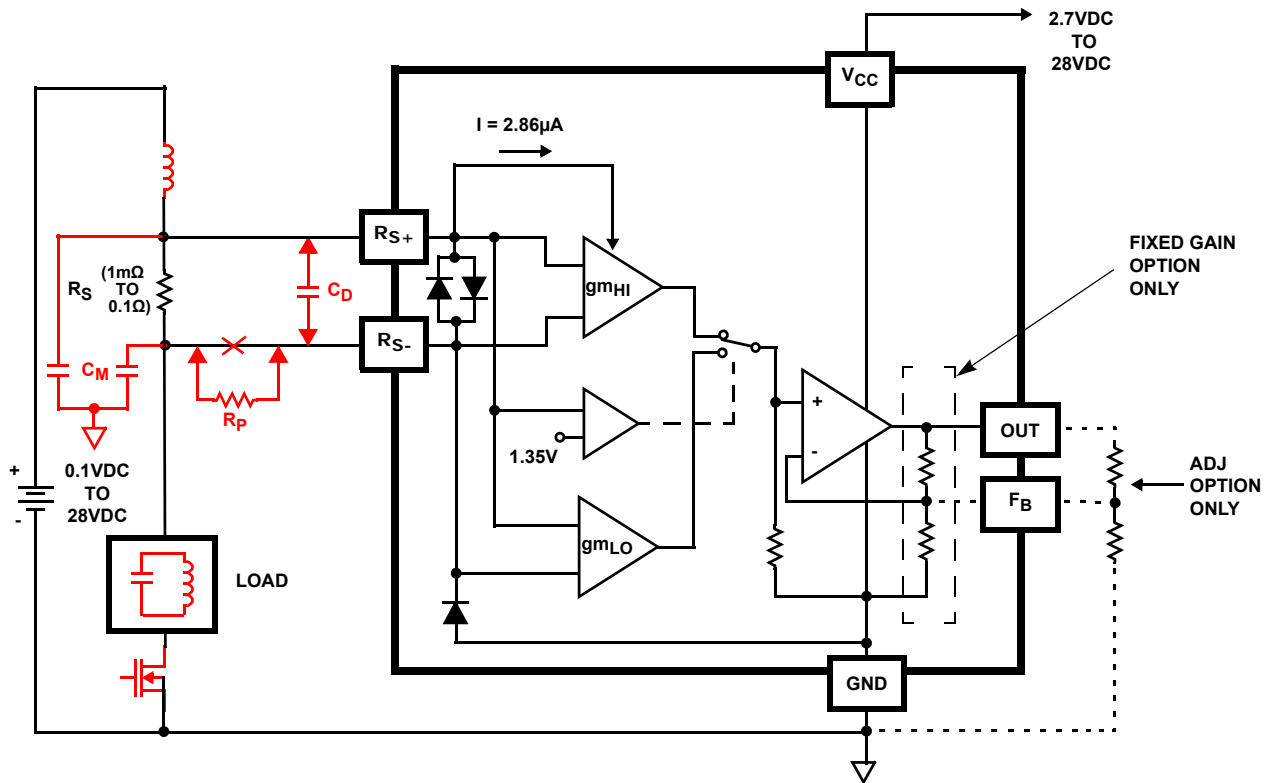 2.7VDC
TO
28VDC
VCC
I = 2.86µA
RS+
gmHI
FIXED GAIN
OPTION
ONLY
RS
(1mΩ
TO
0.1Ω)
CD
RS-
CM
RP
+
-
1.35V
OUT
+
-
0.1VDC
TO
28VDC
FB
ADJ
OPTION
ONLY
gmLO
LOAD
GND